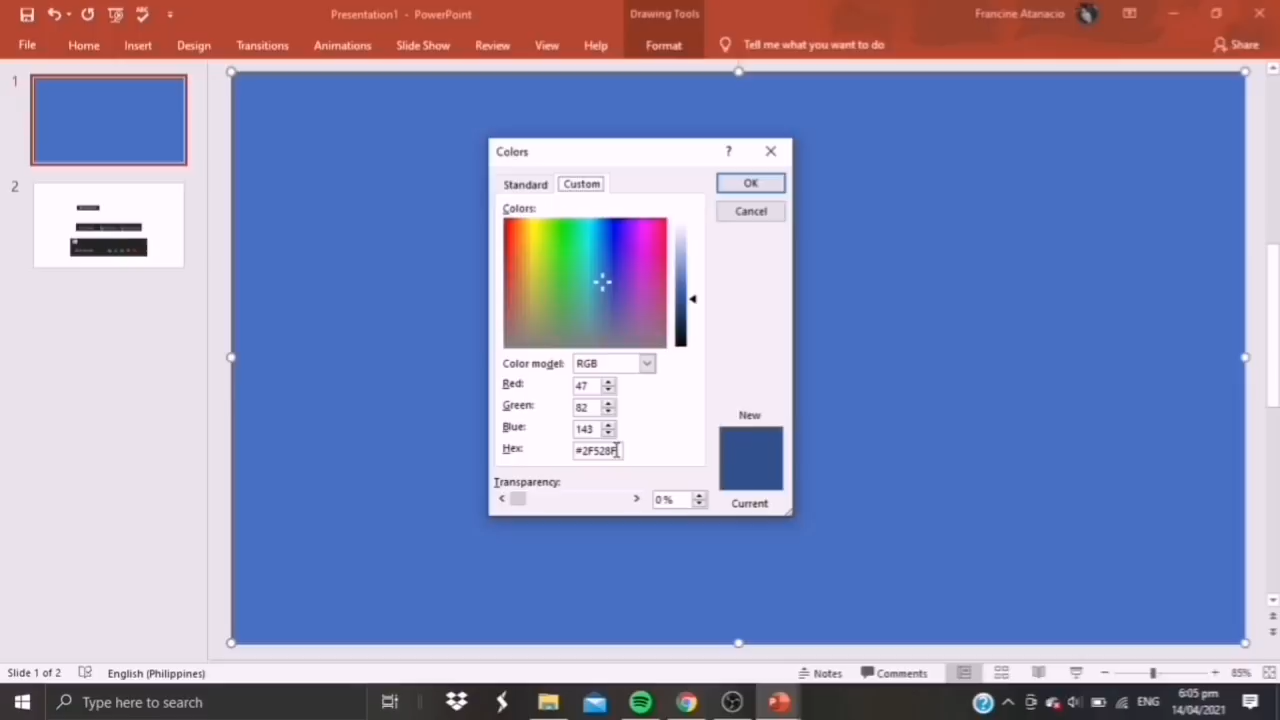 Presentation1 - PowerPoint
Drawing Tools
Francine Atanacio
File Home Insert Design Transitions Animations Slide Show Review View Help Format Tell me what you want to do Share
1
2
Colors
?
Standard Custom
OK
Cancel
Colors:
Color model: RGB
Red: 47
Green: 82
Blue: 143
Hex: #2F528F
New
Current
Transparency:
0 %
Slide 1 of 2 English (Philippines) Notes Comments 85%
Type here to search
ENG
6:05 pm
14/04/2021